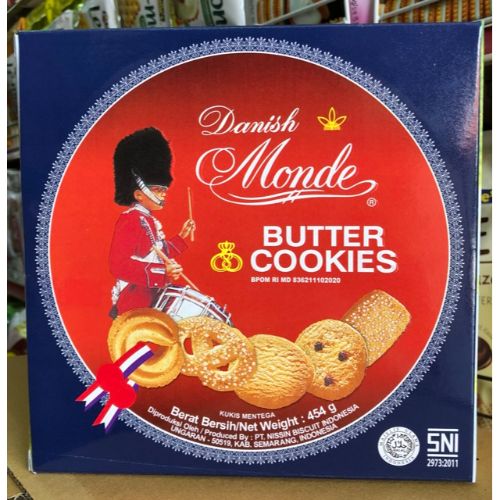 Danish
Monde
®
BUTTER
COOKIES
BPOM RI MD 836211102020
KUKIS MENTEGA
Berat Bersih/Net Weight : 454 g
Diproduksi Oleh / Produced By : PT. NISSIN BISCUIT INDONESIA
UNGARAN - 50519, KAB. SEMARANG, INDONESIA
SNI
2973:2011